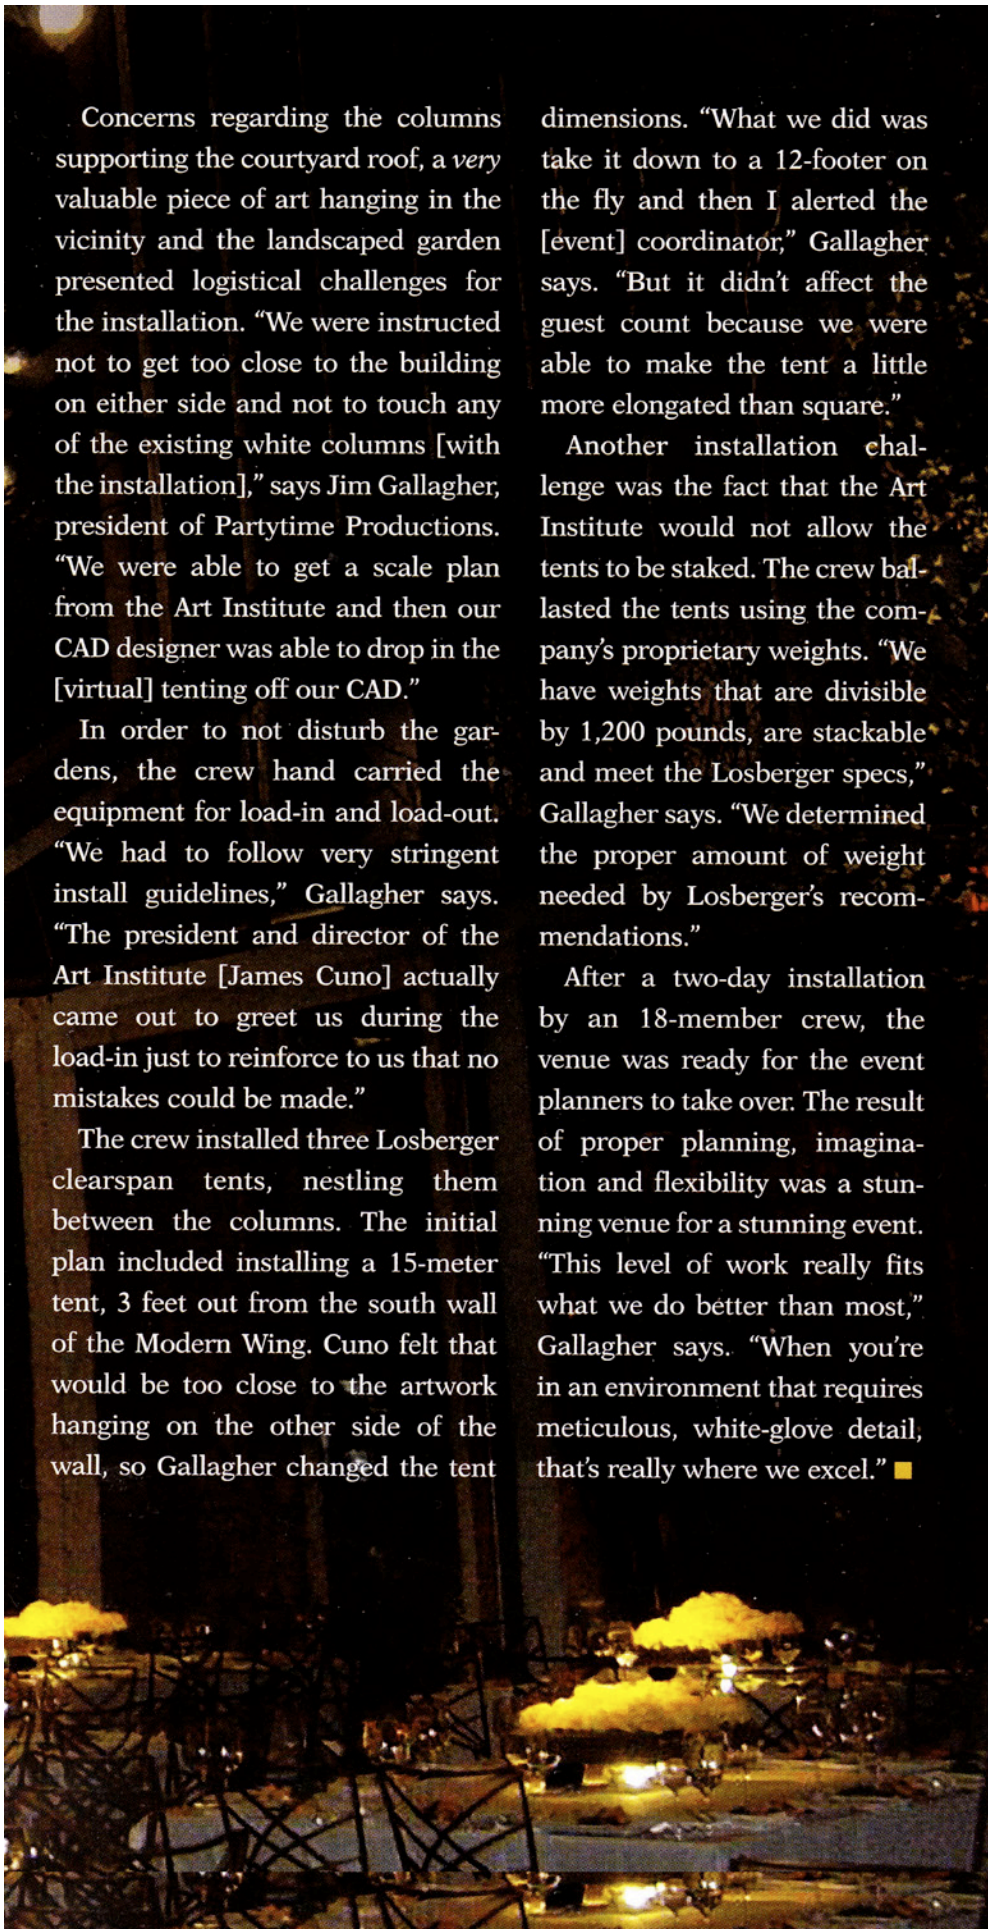 Concerns regarding the columns
supporting the courtyard roof, a very
valuable piece of art hanging in the
vicinity and the landscaped garden
presented logistical challenges for
the installation. “We were instructed
not to get too close to the building
on either side and not to touch any
of the existing white columns [with
the installation],” says Jim Gallagher,
president of Partytime Productions.
“We were able to get a scale plan
from the Art Institute and then our
CAD designer was able to drop in the
[virtual] tenting off our CAD.”
In order to not disturb the gar-
dens, the crew hand carried the
equipment for load-in and load-out.
“We had to follow very stringent
install guidelines,” Gallagher says.
“The president and director of the
Art Institute [James Cuno] actually
came out to greet us during the
load-in just to reinforce to us that no
mistakes could be made.”
The crew installed three Losberger
clearspan tents, nestling them
between the columns. The initial
plan included installing a 15-meter
tent, 3 feet out from the south wall
of the Modern Wing. Cuno felt that
would be too close to the artwork
hanging on the other side of the
wall, so Gallagher changed the tent
dimensions. “What we did was
take it down to a 12-footer on
the fly and then I alerted the
[event] coordinator,” Gallagher
says. “But it didn’t affect the
guest count because we were
able to make the tent a little
more elongated than square.”
Another installation chal-
lenge was the fact that the Art
Institute would not allow the
tents to be staked. The crew bal-
lasted the tents using the com-
pany’s proprietary weights. “We
have weights that are divisible
by 1,200 pounds, are stackable
and meet the Losberger specs,”
Gallagher says. “We determined
the proper amount of weight
needed by Losberger’s recom-
mendations.”
After a two-day installation
by an 18-member crew, the
venue was ready for the event
planners to take over. The result
of proper planning, imagina-
tion and flexibility was a stun-
ning venue for a stunning event.
“This level of work really fits
what we do better than most,”
Gallagher says. “When you’re
in an environment that requires
meticulous, white-glove detail,
that’s really where we excel.”